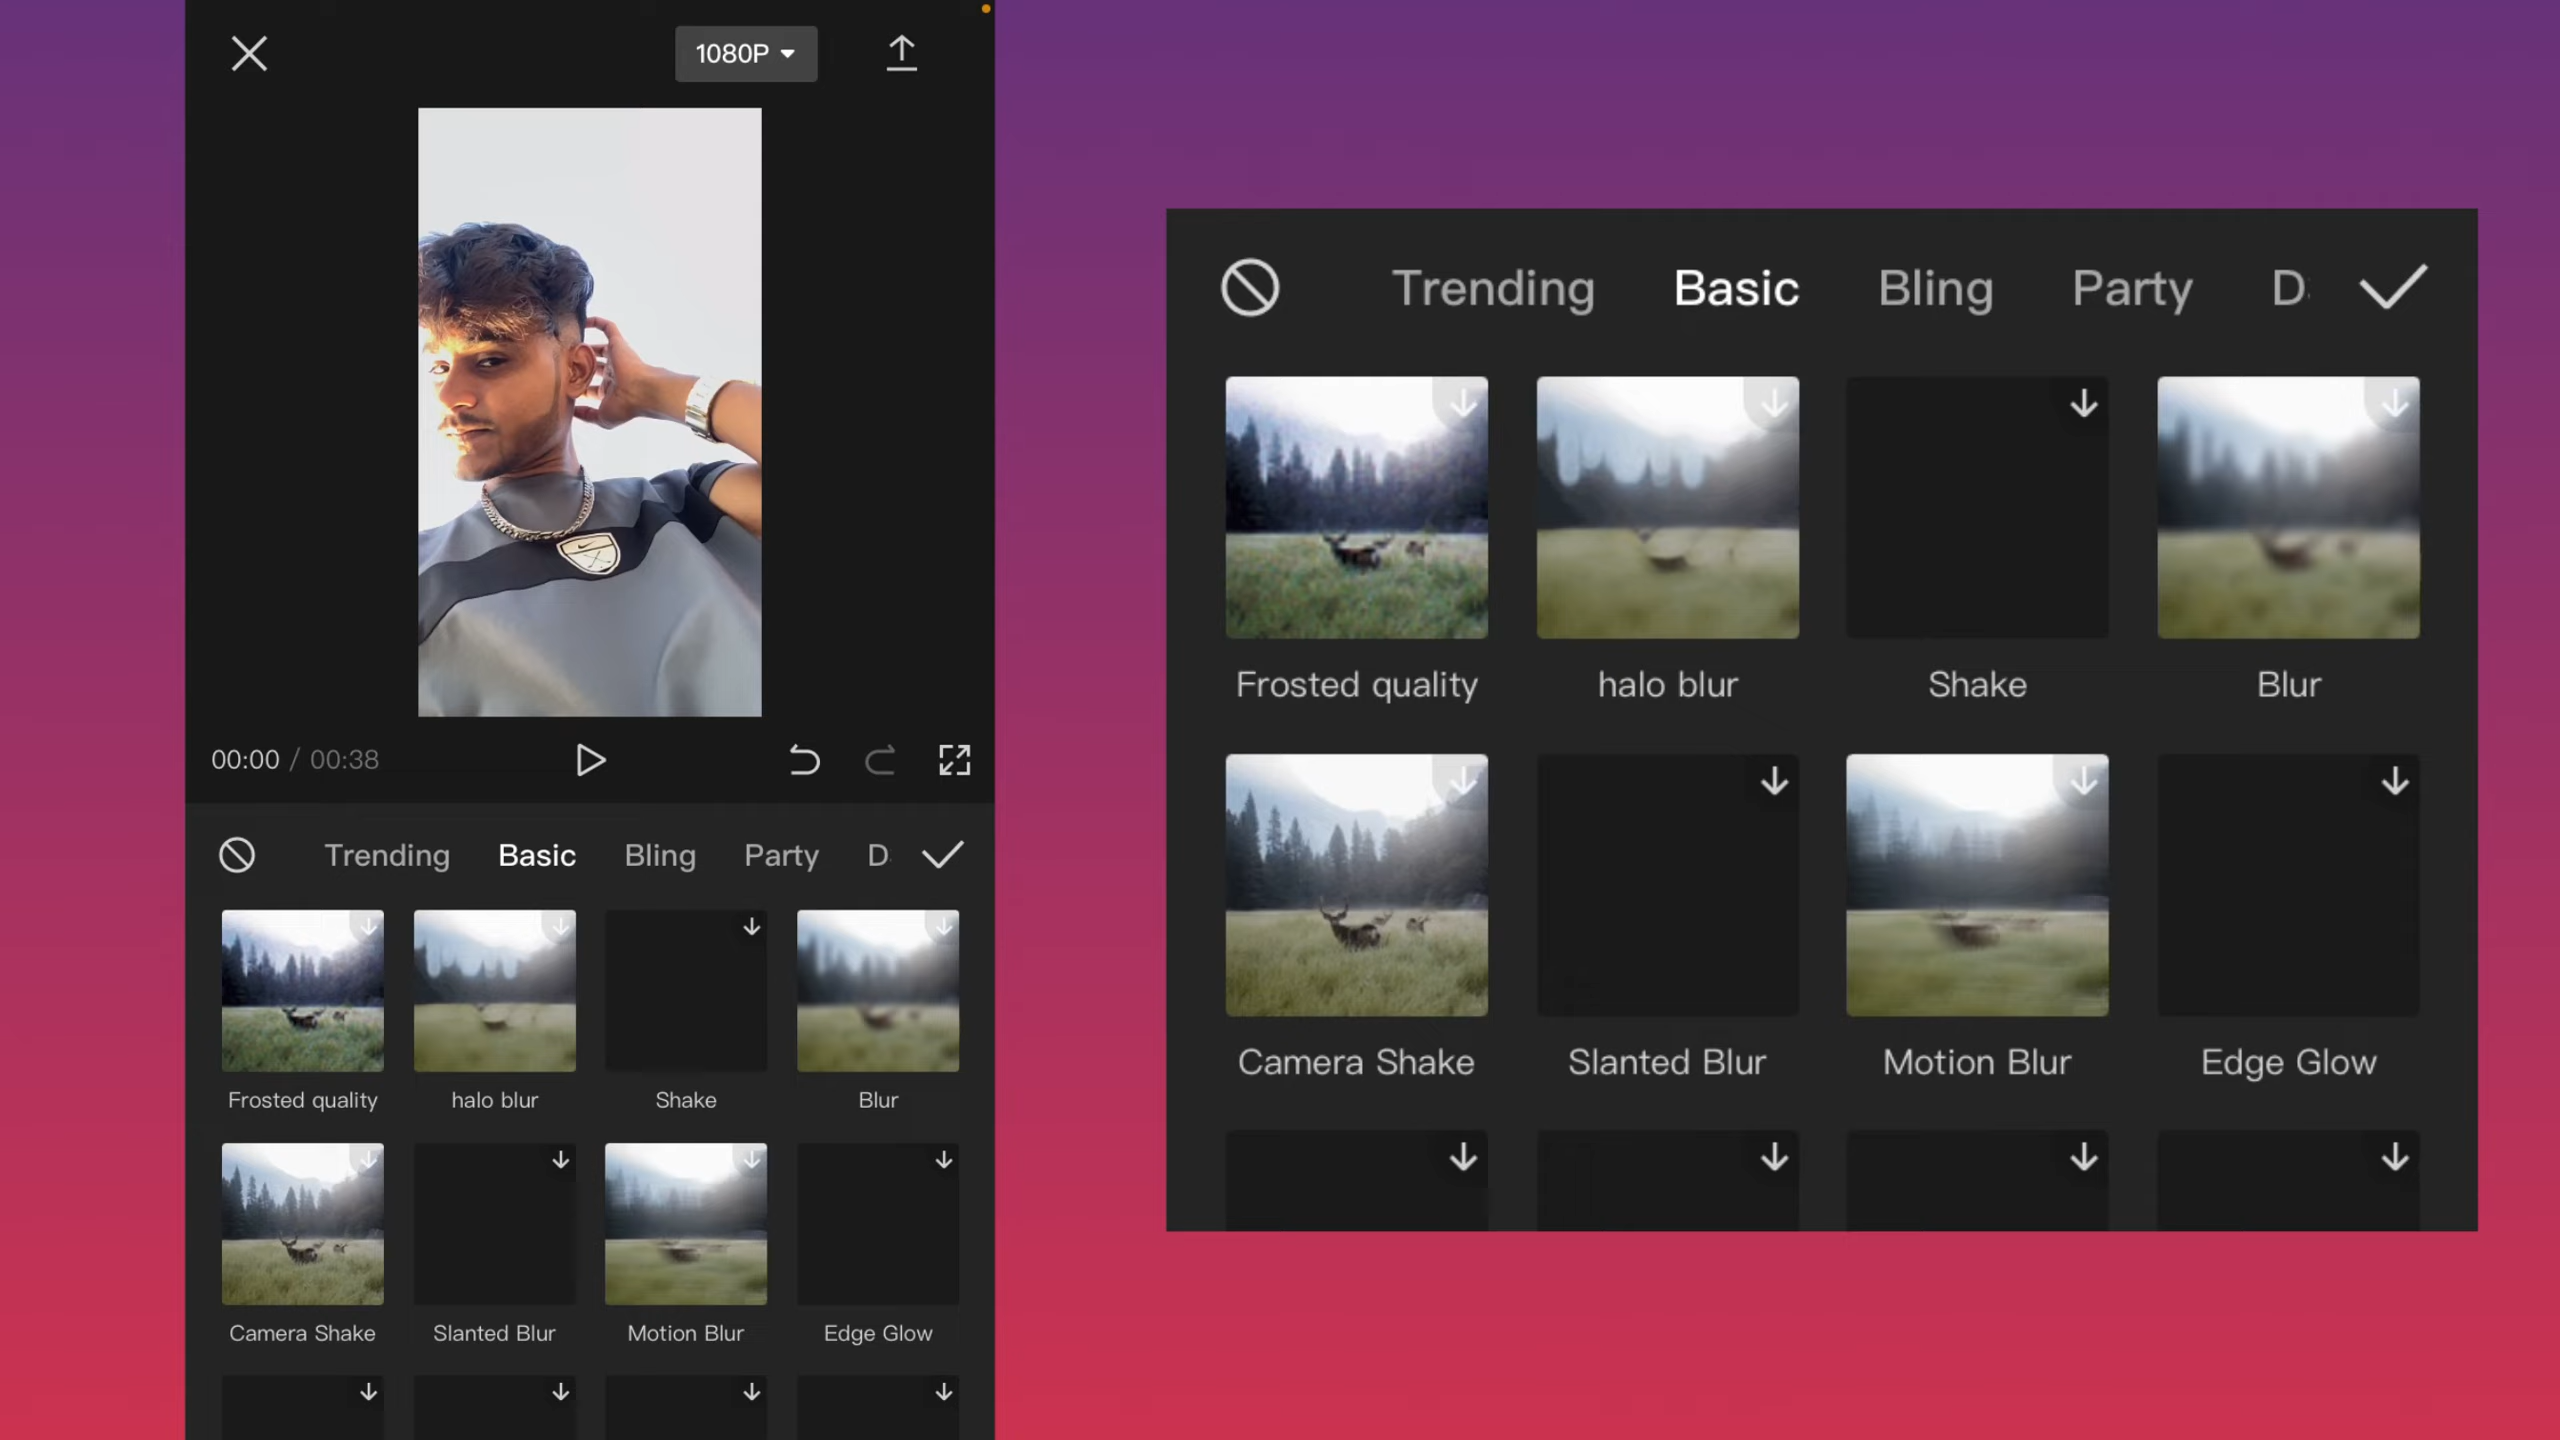 1080P
00:00 / 00:38
Trending Basic Bling Party D
Frosted quality halo blur Shake Blur
Camera Shake Slanted Blur Motion Blur Edge Glow
Trending Basic Bling Party D
Frosted quality halo blur Shake Blur
Camera Shake Slanted Blur Motion Blur Edge Glow